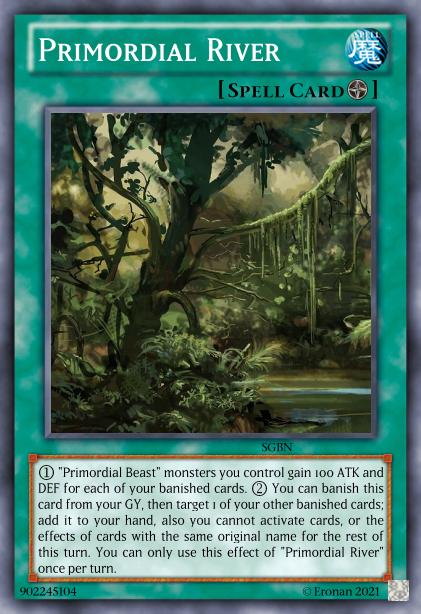 PRIMORDIAL RIVER
SPELL
魔
[SPELL CARD]
SGBN
① "Primordial Beast" monsters you control gain 100 ATK and
DEF for each of your banished cards. ② You can banish this
card from your GY, then target 1 of your other banished cards;
add it to your hand, also you cannot activate cards, or the
effects of cards with the same original name for the rest of
this turn. You can only use this effect of "Primordial River"
once per turn.
902245104
© Eronan 2021